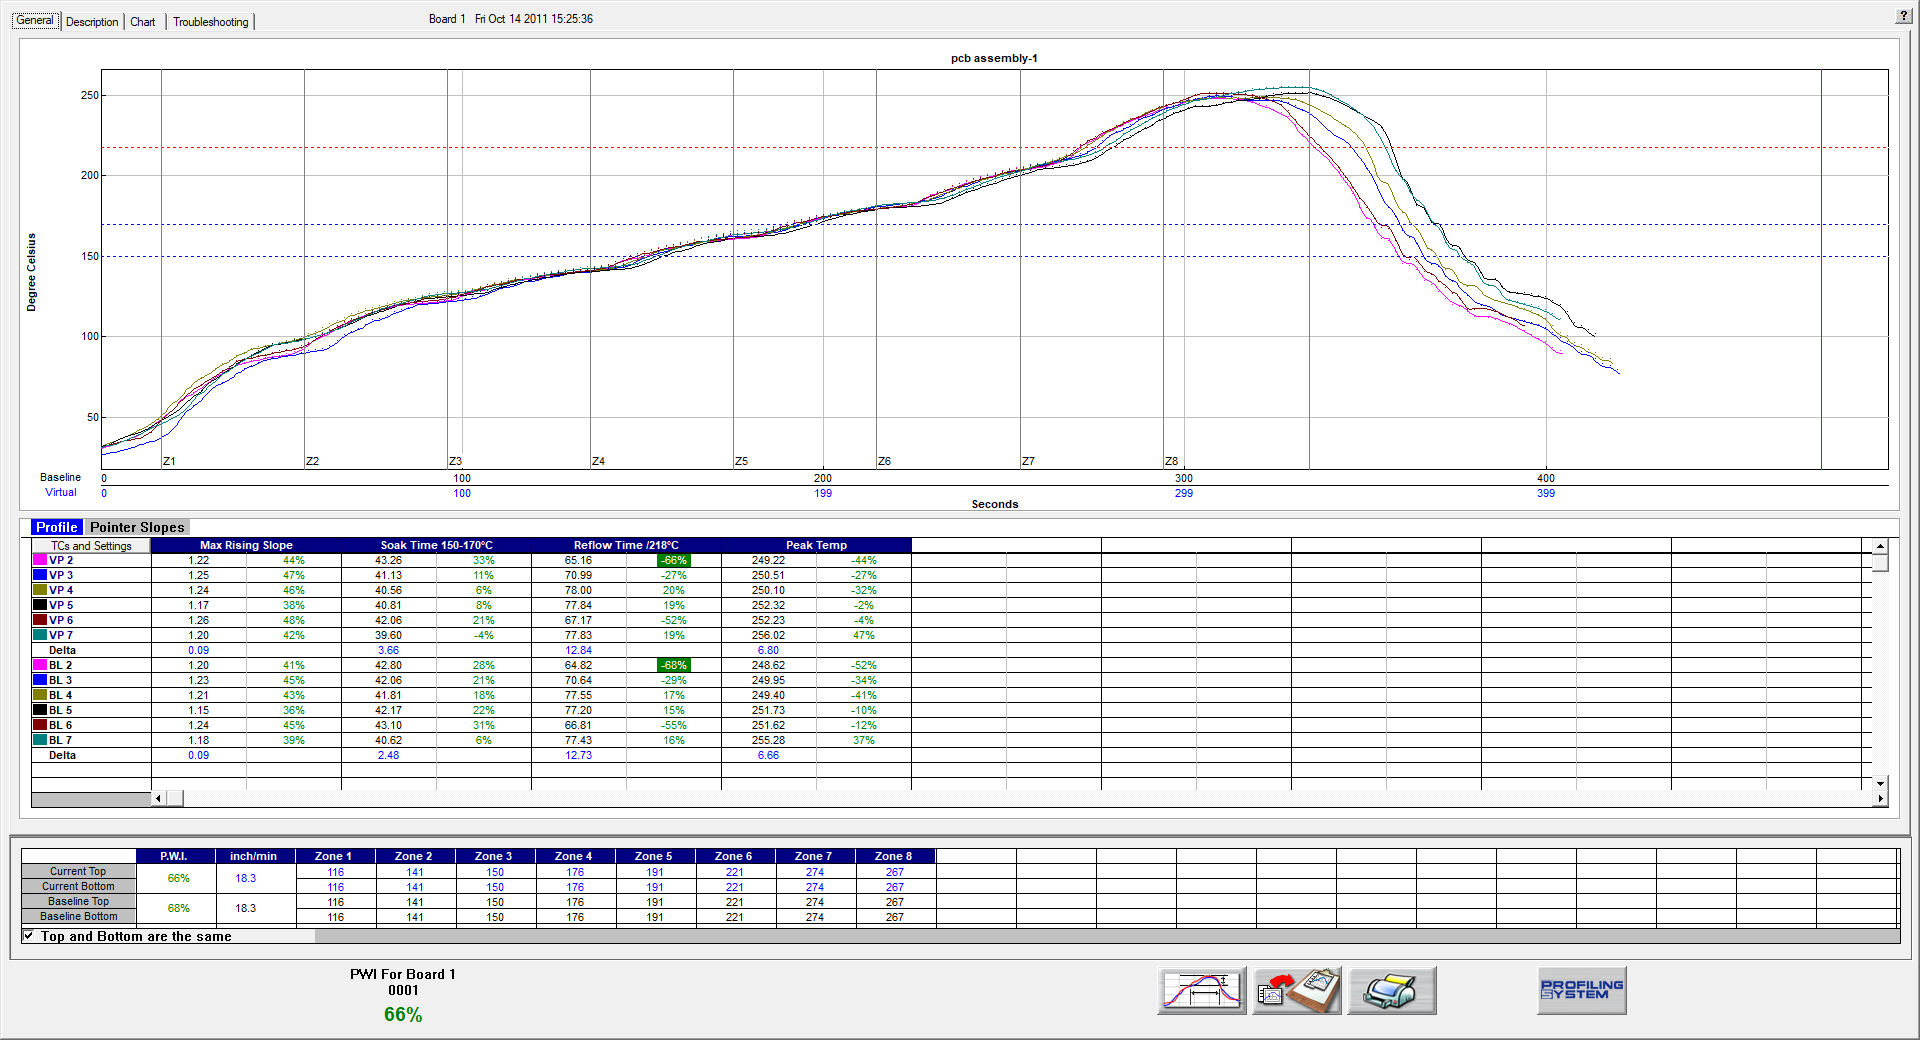 General Description Chart Troubleshooting Board 1 Fri Oct 14 2011 15:25:36 ?
pcb assembly-1
250
200
150
100
50
Degree Celsius
Z1 Z2 Z3 Z4 Z5 Z6 Z7 Z8
Baseline 0 100 200 300 400
Virtual 0 100 199 299 399
Seconds
Profile Pointer Slopes
TCs and Settings Max Rising Slope Soak Time 150-170°C Reflow Time /218°C Peak Temp
VP 2 1.22 44% 43.26 33% 65.16 -66% 249.22 -44%
VP 3 1.25 47% 41.13 11% 70.99 -27% 250.51 -27%
VP 4 1.24 46% 40.56 6% 78.00 20% 250.10 -32%
VP 5 1.17 38% 40.81 8% 77.84 19% 252.32 -2%
VP 6 1.26 48% 42.06 21% 67.17 -52% 252.23 -4%
VP 7 1.20 42% 39.60 -4% 77.83 19% 256.02 47%
Delta 0.09 3.66 12.84 6.80
BL 2 1.20 41% 42.80 28% 64.82 -68% 248.62 -52%
BL 3 1.23 45% 42.06 21% 70.64 -29% 249.95 -34%
BL 4 1.21 43% 41.81 18% 77.55 17% 249.40 -41%
BL 5 1.15 36% 42.17 22% 77.20 15% 251.73 -10%
BL 6 1.24 45% 43.10 31% 66.81 -55% 251.62 -12%
BL 7 1.18 39% 40.62 6% 77.43 16% 255.28 37%
Delta 0.09 2.48 12.73 6.66
P.W.I. inch/min Zone 1 Zone 2 Zone 3 Zone 4 Zone 5 Zone 6 Zone 7 Zone 8
Current Top 66% 18.3 116 141 150 176 191 221 274 267
Current Bottom 116 141 150 176 191 221 274 267
Baseline Top 68% 18.3 116 141 150 176 191 221 274 267
Baseline Bottom 116 141 150 176 191 221 274 267
Top and Bottom are the same
PWI For Board 1
0001
66%
PROFILING
SYSTEM